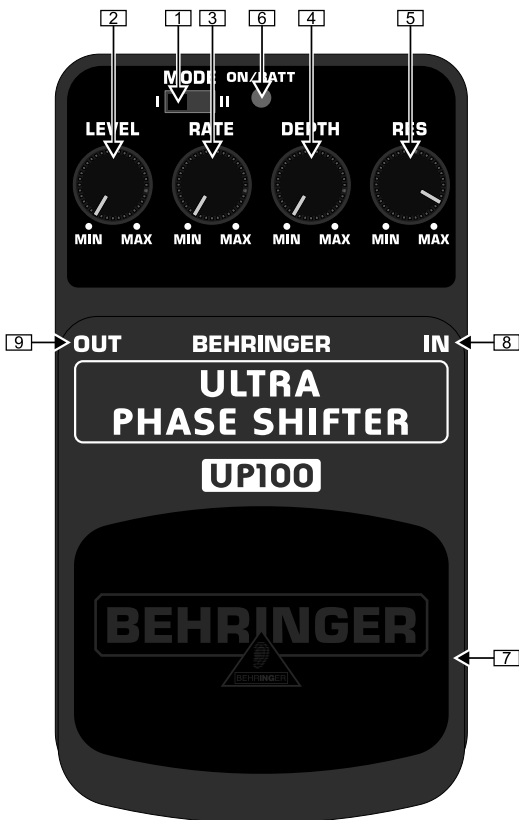 2 1 3 6 4 5
MODE ON/BATT
I II
LEVEL RATE DEPTH RES
MIN MAX MIN MAX MIN MAX MIN MAX
9 OUT BEHRINGER IN 8
ULTRA
PHASE SHIFTER
UP100
BEHRINGER
7
BEHRINGER